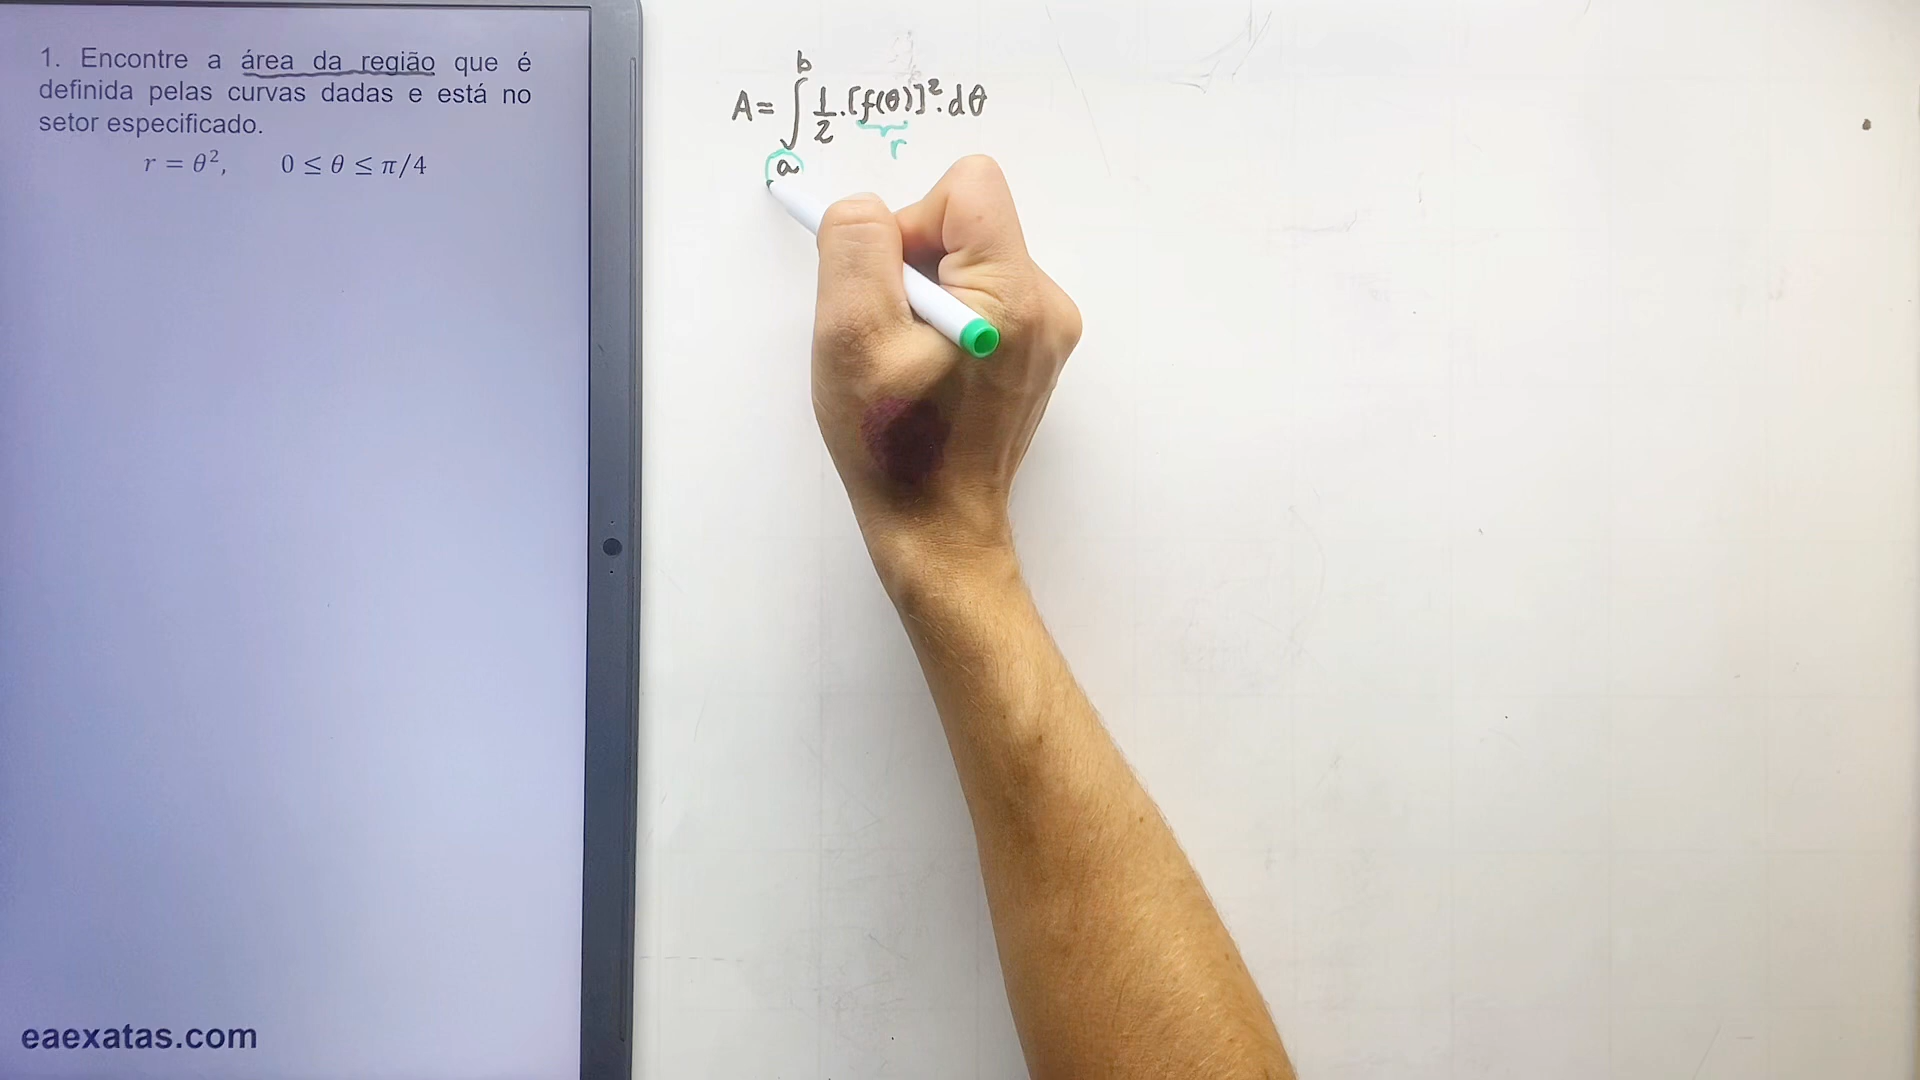 1. Encontre a área da região que é
definida pelas curvas dadas e está no
setor especificado.
r = θ², 0 ≤ θ ≤ π/4
eaexatas.com
b
A = ∫ 1/2 . [f(θ)]² . dθ
r
a